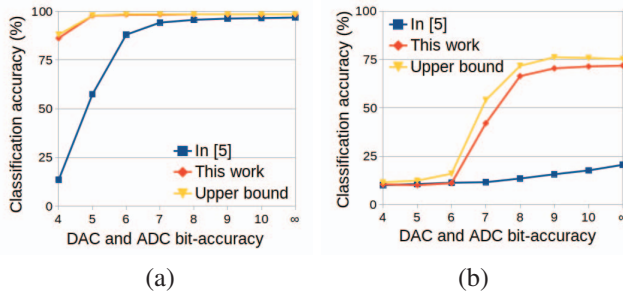 Classification accuracy (%)
100
75
50
25
0
In [5]
This work
Upper bound
4 5 6 7 8 9 10 ∞
DAC and ADC bit-accuracy
(a)
Classification accuracy (%)
100
75
50
25
0
In [5]
This work
Upper bound
4 5 6 7 8 9 10 ∞
DAC and ADC bit-accuracy
(b)